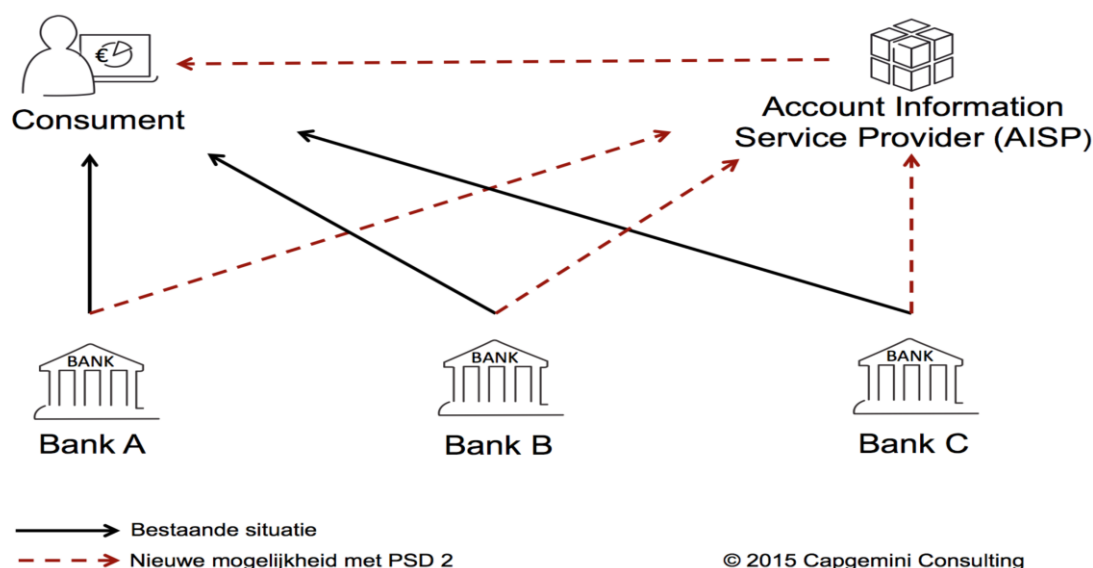 €
Consument
Account Information
Service Provider (AISP)
BANK
BANK
BANK
Bank A
Bank B
Bank C
Bestaande situatie
Nieuwe mogelijkheid met PSD 2
© 2015 Capgemini Consulting